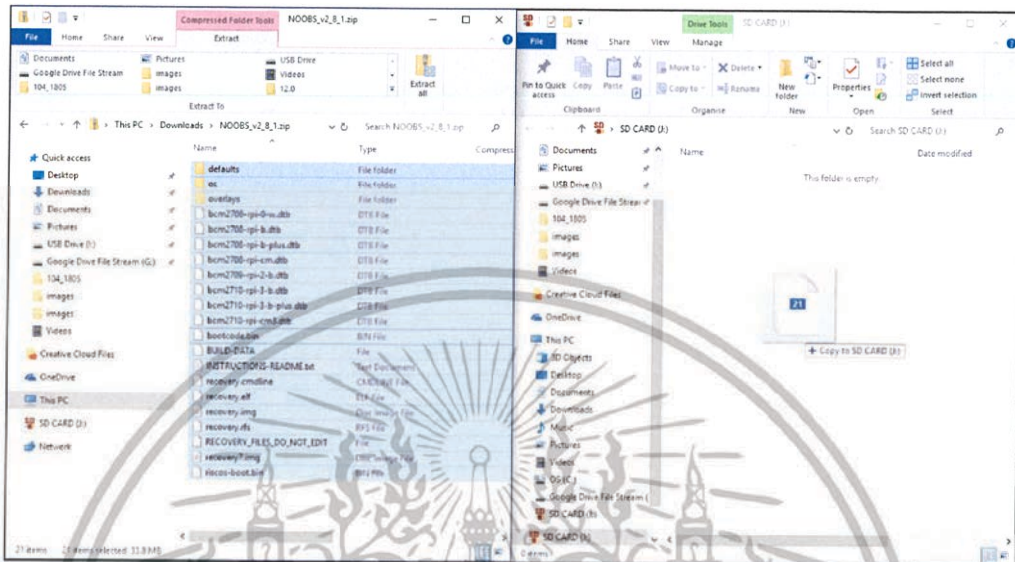 Compressed Folder Tools
NOOBS_v2_8_1.zip
File
Home
Share
View
Extract
Documents
Pictures
USB Drive
Google Drive File Stream
images
Videos
104_1805
images
12.0
Extract all
Extract To
This PC > Downloads > NOOBS_v2_8_1.zip
Search NOOBS_v2_8_1.zip
Name
Type
Compress
Quick access
Desktop
Downloads
Documents
Pictures
USB Drive (I:)
Google Drive File Stream (G:)
104_1805
images
images
Videos
Creative Cloud Files
OneDrive
This PC
SD CARD (J:)
Network
defaults File folder
os File folder
overlays File folder
bcm2708-rpi-0-w.dtb DTB File
bcm2708-rpi-b.dtb DTB File
bcm2708-rpi-b-plus.dtb DTB File
bcm2708-rpi-cm.dtb DTB File
bcm2709-rpi-2-b.dtb DTB File
bcm2710-rpi-3-b.dtb DTB File
bcm2710-rpi-3-b-plus.dtb DTB File
bcm2710-rpi-cm3.dtb DTB File
bootcode.bin BIN File
BUILD-DATA File
INSTRUCTIONS-README.txt Text Document
recovery.cmdline CMDLINE File
recovery.elf ELF File
recovery.img Disc Image File
recovery.rfs RFS File
RECOVERY_FILES_DO_NOT_EDIT File
recovery7.img Disc Image File
riscos-boot.bin BIN File
21 items
21 items selected 33.8 MB
Drive Tools
SD CARD (J:)
File
Home
Share
View
Manage
Pin to Quick access
Copy
Paste
Move to
Copy to
Delete
Rename
New folder
Properties
Select all
Select none
Invert selection
Clipboard
Organise
New
Open
Select
SD CARD (J:)
Search SD CARD (J:)
Name
Date modified
This folder is empty.
Documents
Pictures
USB Drive (I:)
Google Drive File Strear
104_1805
images
images
Videos
Creative Cloud Files
OneDrive
This PC
3D Objects
Desktop
Documents
Downloads
Music
Pictures
Videos
OS (C:)
Google Drive File Stream (
SD CARD (J:)
SD CARD (J:)
21
Copy to SD CARD (J:)
0 items